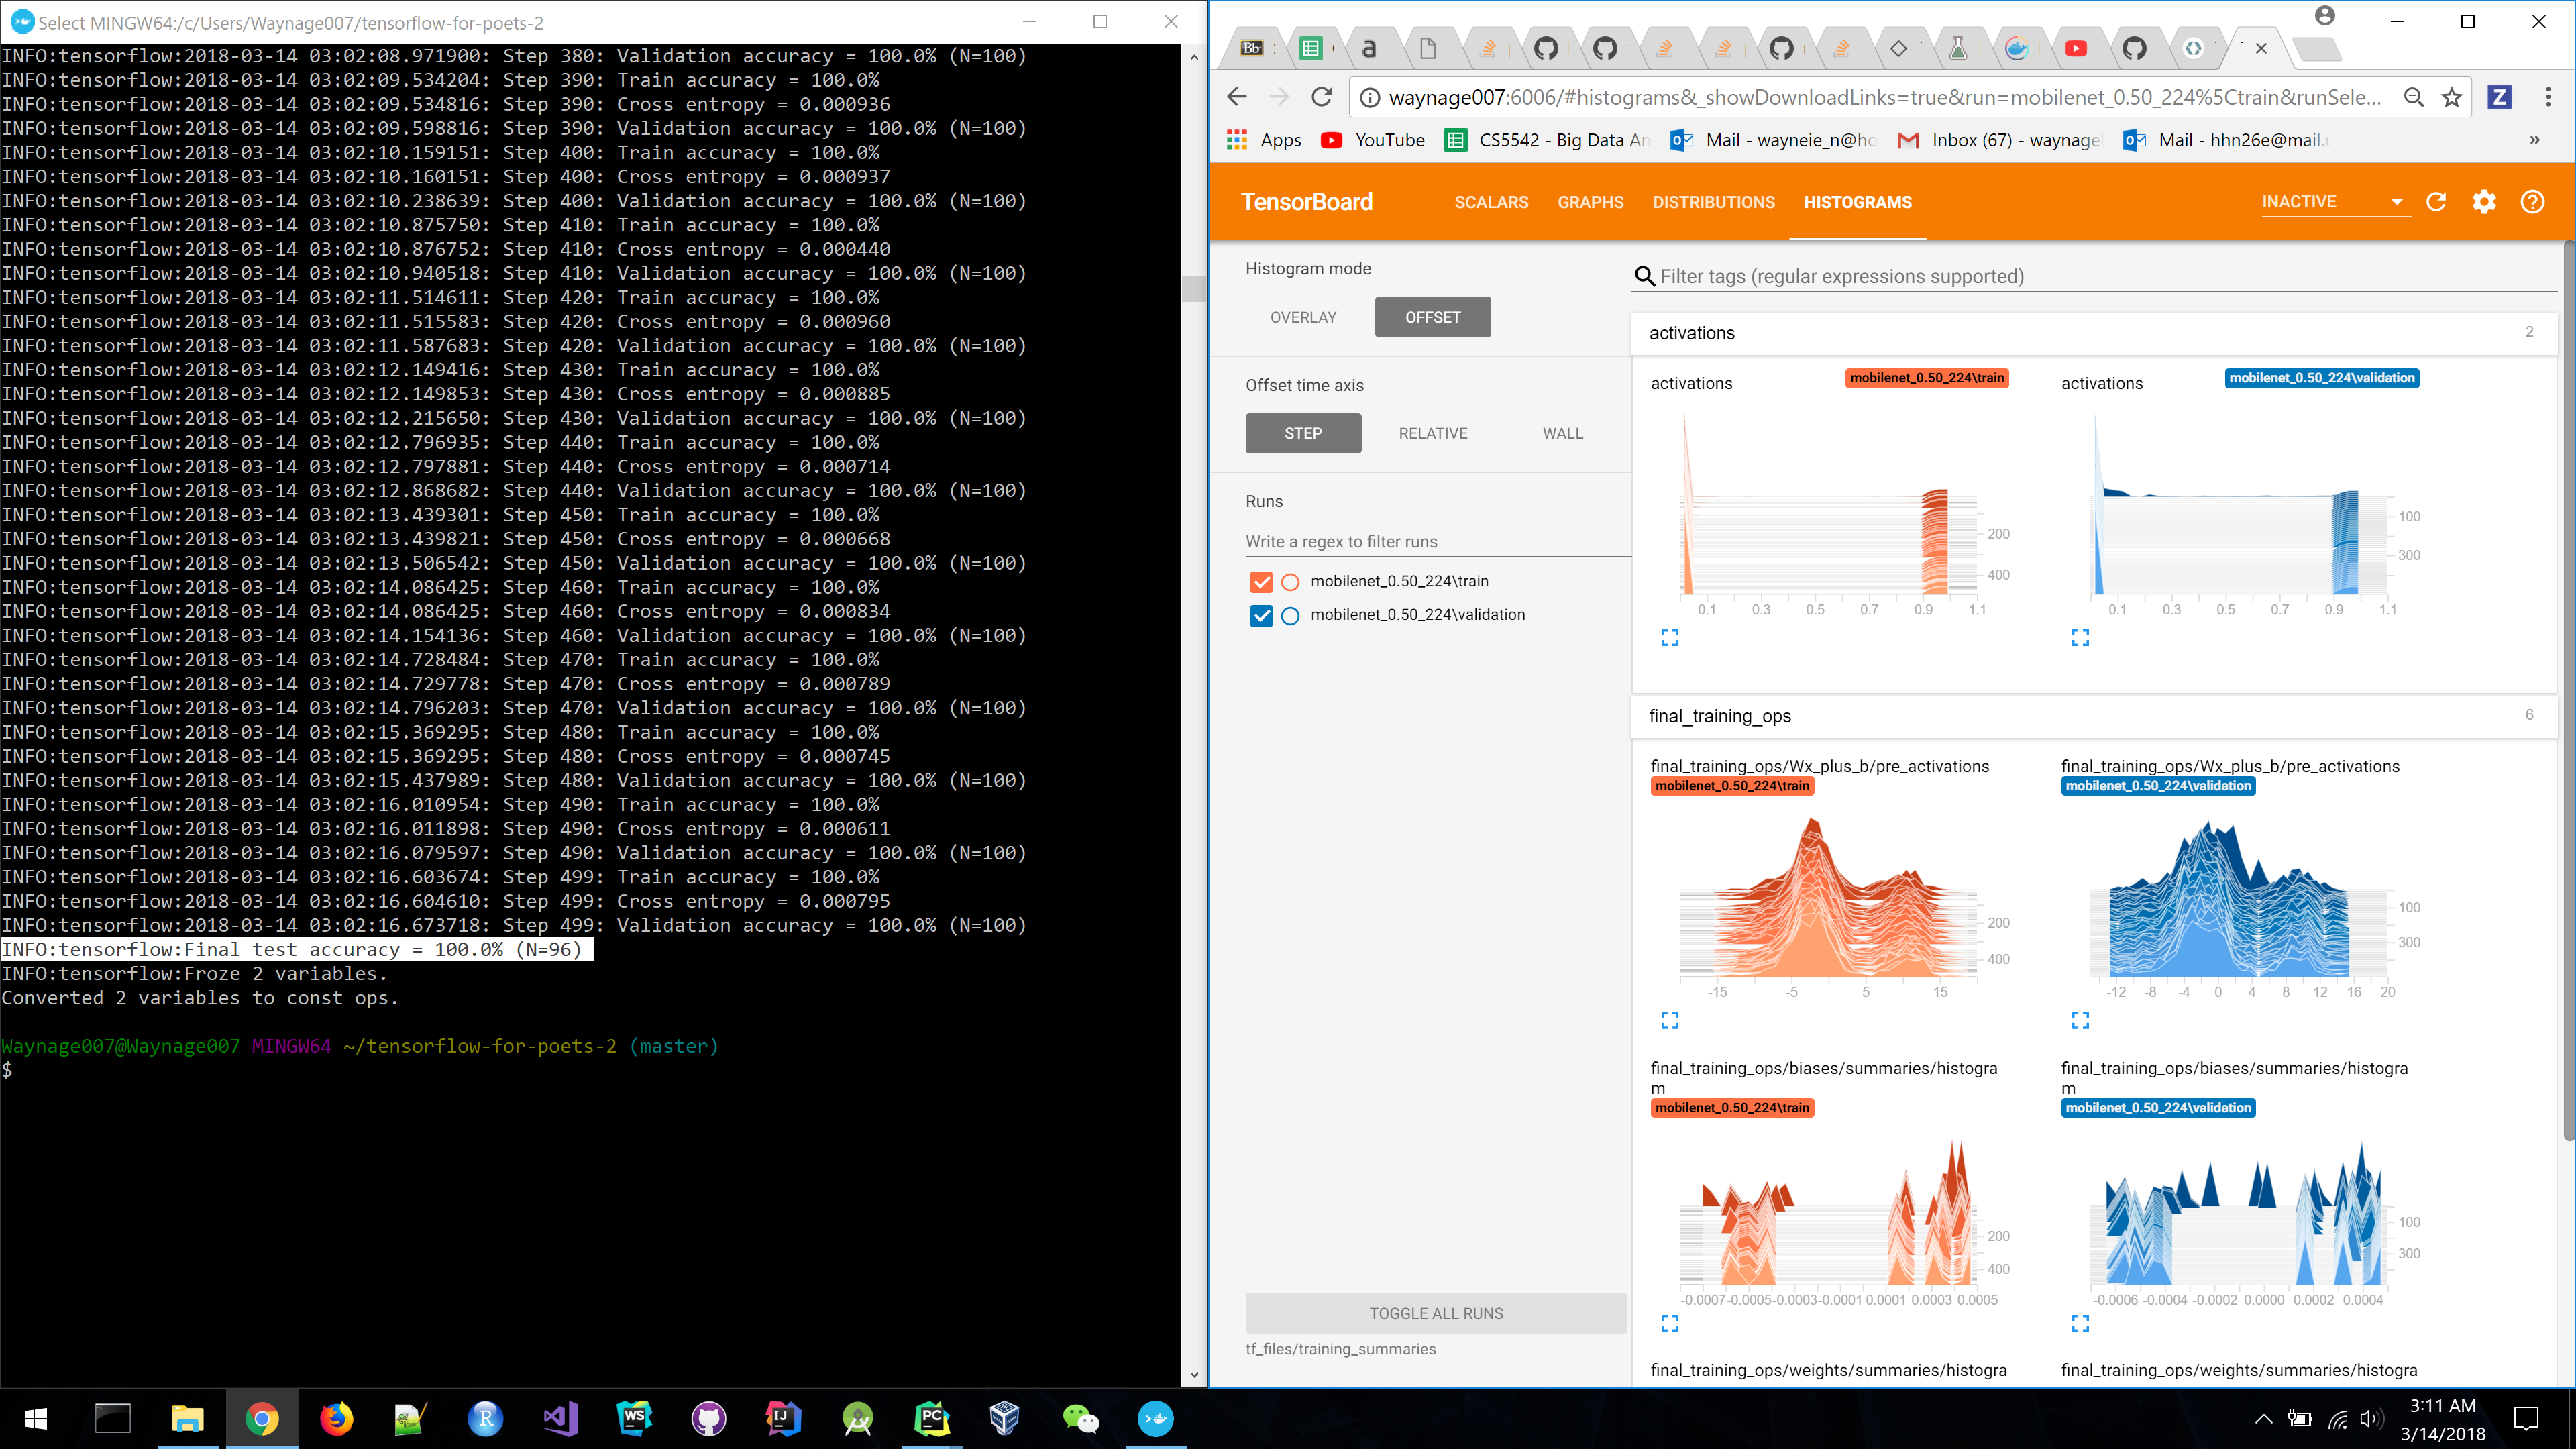 Select MINGW64:/c/Users/Waynage007/tensorflow-for-poets-2
INFO:tensorflow:2018-03-14 03:02:08.971900: Step 380: Validation accuracy = 100.0% (N=100)
INFO:tensorflow:2018-03-14 03:02:09.534204: Step 390: Train accuracy = 100.0%
INFO:tensorflow:2018-03-14 03:02:09.534816: Step 390: Cross entropy = 0.000936
INFO:tensorflow:2018-03-14 03:02:09.598816: Step 390: Validation accuracy = 100.0% (N=100)
INFO:tensorflow:2018-03-14 03:02:10.159151: Step 400: Train accuracy = 100.0%
INFO:tensorflow:2018-03-14 03:02:10.160151: Step 400: Cross entropy = 0.000937
INFO:tensorflow:2018-03-14 03:02:10.238639: Step 400: Validation accuracy = 100.0% (N=100)
INFO:tensorflow:2018-03-14 03:02:10.875750: Step 410: Train accuracy = 100.0%
INFO:tensorflow:2018-03-14 03:02:10.876752: Step 410: Cross entropy = 0.000440
INFO:tensorflow:2018-03-14 03:02:10.940518: Step 410: Validation accuracy = 100.0% (N=100)
INFO:tensorflow:2018-03-14 03:02:11.514611: Step 420: Train accuracy = 100.0%
INFO:tensorflow:2018-03-14 03:02:11.515583: Step 420: Cross entropy = 0.000960
INFO:tensorflow:2018-03-14 03:02:11.587683: Step 420: Validation accuracy = 100.0% (N=100)
INFO:tensorflow:2018-03-14 03:02:12.149416: Step 430: Train accuracy = 100.0%
INFO:tensorflow:2018-03-14 03:02:12.149853: Step 430: Cross entropy = 0.000885
INFO:tensorflow:2018-03-14 03:02:12.215650: Step 430: Validation accuracy = 100.0% (N=100)
INFO:tensorflow:2018-03-14 03:02:12.796935: Step 440: Train accuracy = 100.0%
INFO:tensorflow:2018-03-14 03:02:12.797881: Step 440: Cross entropy = 0.000714
INFO:tensorflow:2018-03-14 03:02:12.868682: Step 440: Validation accuracy = 100.0% (N=100)
INFO:tensorflow:2018-03-14 03:02:13.439301: Step 450: Train accuracy = 100.0%
INFO:tensorflow:2018-03-14 03:02:13.439821: Step 450: Cross entropy = 0.000668
INFO:tensorflow:2018-03-14 03:02:13.506542: Step 450: Validation accuracy = 100.0% (N=100)
INFO:tensorflow:2018-03-14 03:02:14.086425: Step 460: Train accuracy = 100.0%
INFO:tensorflow:2018-03-14 03:02:14.086425: Step 460: Cross entropy = 0.000834
INFO:tensorflow:2018-03-14 03:02:14.154136: Step 460: Validation accuracy = 100.0% (N=100)
INFO:tensorflow:2018-03-14 03:02:14.728484: Step 470: Train accuracy = 100.0%
INFO:tensorflow:2018-03-14 03:02:14.729778: Step 470: Cross entropy = 0.000789
INFO:tensorflow:2018-03-14 03:02:14.796203: Step 470: Validation accuracy = 100.0% (N=100)
INFO:tensorflow:2018-03-14 03:02:15.369295: Step 480: Train accuracy = 100.0%
INFO:tensorflow:2018-03-14 03:02:15.369295: Step 480: Cross entropy = 0.000745
INFO:tensorflow:2018-03-14 03:02:15.437989: Step 480: Validation accuracy = 100.0% (N=100)
INFO:tensorflow:2018-03-14 03:02:16.010954: Step 490: Train accuracy = 100.0%
INFO:tensorflow:2018-03-14 03:02:16.011898: Step 490: Cross entropy = 0.000611
INFO:tensorflow:2018-03-14 03:02:16.079597: Step 490: Validation accuracy = 100.0% (N=100)
INFO:tensorflow:2018-03-14 03:02:16.603674: Step 499: Train accuracy = 100.0%
INFO:tensorflow:2018-03-14 03:02:16.604610: Step 499: Cross entropy = 0.000795
INFO:tensorflow:2018-03-14 03:02:16.673718: Step 499: Validation accuracy = 100.0% (N=100)
INFO:tensorflow:Final test accuracy = 100.0% (N=96)
INFO:tensorflow:Froze 2 variables.
Converted 2 variables to const ops.
Waynage007@Waynage007 MINGW64 ~/tensorflow-for-poets-2 (master)
$
Bb
a
waynage007:6006/#histograms&_showDownloadLinks=true&run=mobilenet_0.50_224%5Ctrain&runSele...
Z
Apps YouTube CS5542 - Big Data An Mail - wayneie_n@ho Inbox (67) - waynage Mail - hhn26e@mail.u »
TensorBoard SCALARS GRAPHS DISTRIBUTIONS HISTOGRAMS INACTIVE
Histogram mode
OVERLAY OFFSET
Offset time axis
STEP RELATIVE WALL
Runs
Write a regex to filter runs
mobilenet_0.50_224\train
mobilenet_0.50_224\validation
TOGGLE ALL RUNS
tf_files/training_summaries
Filter tags (regular expressions supported)
activations 2
activations mobilenet_0.50_224\train
200
400
0.1 0.3 0.5 0.7 0.9 1.1
activations mobilenet_0.50_224\validation
100
300
0.1 0.3 0.5 0.7 0.9 1.1
final_training_ops 6
final_training_ops/Wx_plus_b/pre_activations
mobilenet_0.50_224\train
200
400
-15 -5 5 15
final_training_ops/Wx_plus_b/pre_activations
mobilenet_0.50_224\validation
100
300
-12 -8 -4 0 4 8 12 16 20
final_training_ops/biases/summaries/histogra
m
mobilenet_0.50_224\train
200
400
-0.0007 -0.0005 -0.0003 -0.0001 0.0001 0.0003 0.0005
final_training_ops/biases/summaries/histogra
m
mobilenet_0.50_224\validation
100
300
-0.0006 -0.0004 -0.0002 0.0000 0.0002 0.0004
final_training_ops/weights/summaries/histogra
final_training_ops/weights/summaries/histogra
R
WS
IJ
PC
3:11 AM
3/14/2018